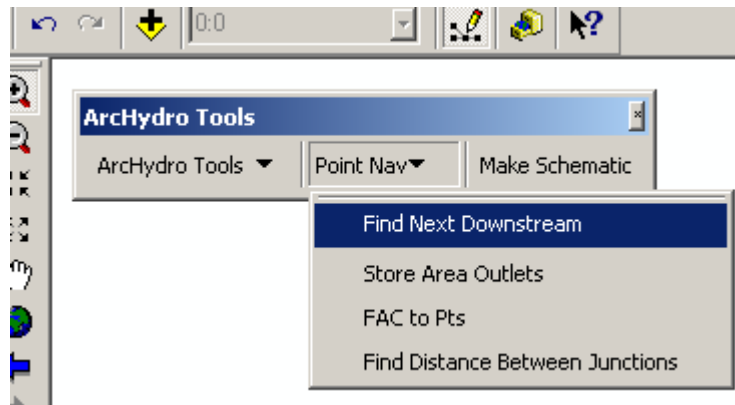 0:0
ArcHydro Tools
ArcHydro Tools Point Nav Make Schematic
Find Next Downstream
Store Area Outlets
FAC to Pts
Find Distance Between Junctions